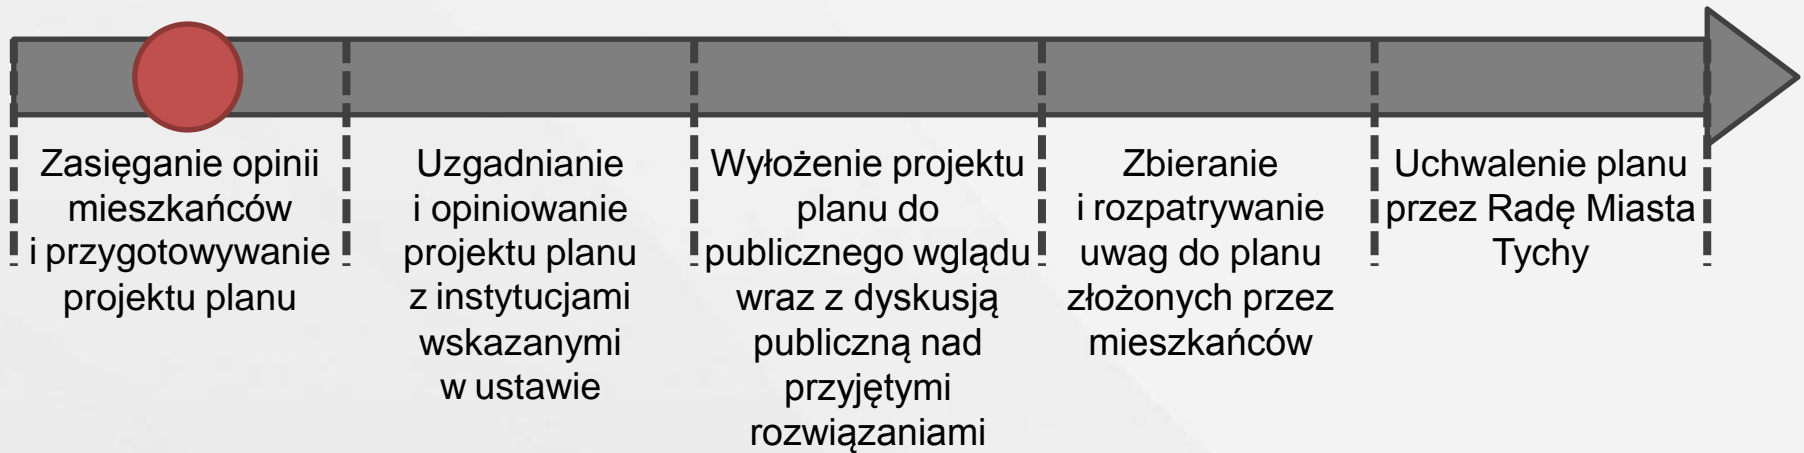 Zasięganie opinii
mieszkańców
i przygotowywanie
projektu planu
Uzgadnianie
i opiniowanie
projektu planu
z instytucjami
wskazanymi
w ustawie
Wyłożenie projektu
planu do
publicznego wglądu
wraz z dyskusją
publiczną nad
przyjętymi
rozwiązaniami
Zbieranie
i rozpatrywanie
uwag do planu
złożonych przez
mieszkańców
Uchwalenie planu
przez Radę Miasta
Tychy